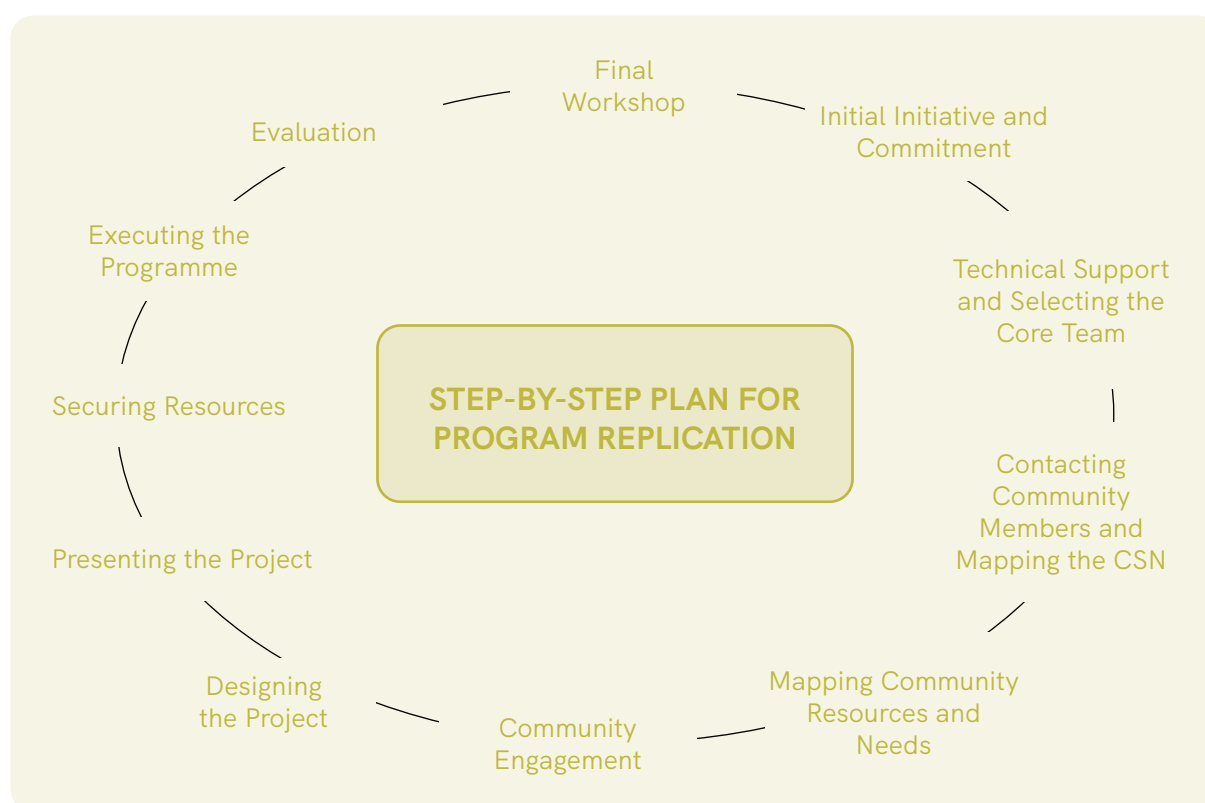 Final
Workshop
Initial Initiative and
Commitment
Technical Support
and Selecting the
Core Team
Contacting
Community
Members and
Mapping the CSN
Mapping Community
Resources and
Needs
Community
Engagement
Designing
the Project
Presenting the Project
Securing Resources
Executing the
Programme
Evaluation
STEP-BY-STEP PLAN FOR
PROGRAM REPLICATION